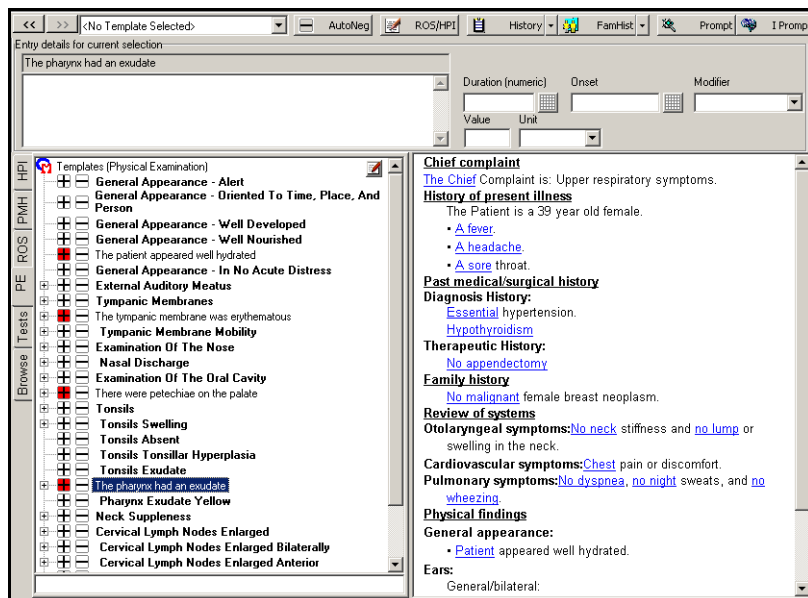 << >> <No Template Selected> AutoNeg ROS/HPI History FamHist Prompt I Promp
Entry details for current selection
The pharynx had an exudate
Duration (numeric) Onset Modifier
Value Unit
HPI
PMH
ROS
PE
Tests
Browse
Templates (Physical Examination)
General Appearance - Alert
General Appearance - Oriented To Time, Place, And
Person
General Appearance - Well Developed
General Appearance - Well Nourished
The patient appeared well hydrated
General Appearance - In No Acute Distress
External Auditory Meatus
Tympanic Membranes
The tympanic membrane was erythematous
Tympanic Membrane Mobility
Examination Of The Nose
Nasal Discharge
Examination Of The Oral Cavity
There were petechiae on the palate
Tonsils
Tonsils Swelling
Tonsils Absent
Tonsils Tonsillar Hyperplasia
Tonsils Exudate
The pharynx had an exudate
Pharynx Exudate Yellow
Neck Suppleness
Cervical Lymph Nodes Enlarged
Cervical Lymph Nodes Enlarged Bilaterally
Cervical Lymph Nodes Enlarged Anterior
Chief complaint
The Chief Complaint is: Upper respiratory symptoms.
History of present illness
The Patient is a 39 year old female.
• A fever.
• A headache.
• A sore throat.
Past medical/surgical history
Diagnosis History:
Essential hypertension.
Hypothyroidism
Therapeutic History:
No appendectomy
Family history
No malignant female breast neoplasm.
Review of systems
Otolaryngeal symptoms:No neck stiffness and no lump or
swelling in the neck.
Cardiovascular symptoms:Chest pain or discomfort.
Pulmonary symptoms:No dyspnea, no night sweats, and no
wheezing.
Physical findings
General appearance:
• Patient appeared well hydrated.
Ears:
General/bilateral: